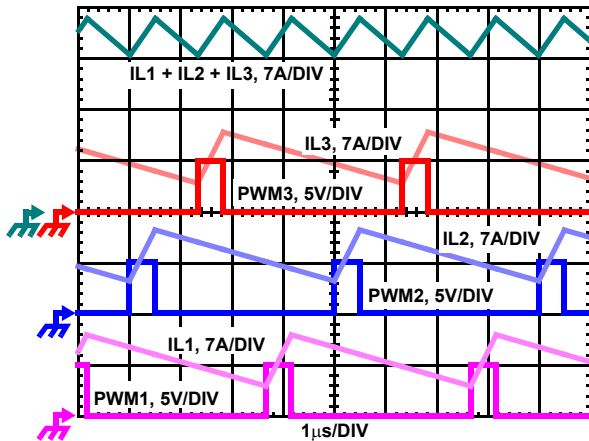 IL1 + IL2 + IL3, 7A/DIV
IL3, 7A/DIV
PWM3, 5V/DIV
IL2, 7A/DIV
PWM2, 5V/DIV
IL1, 7A/DIV
PWM1, 5V/DIV
1µs/DIV